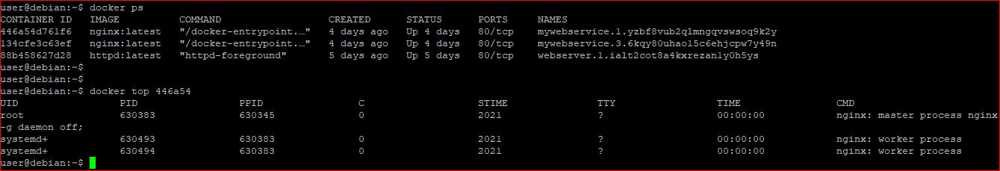 user@debian:~$ docker ps
CONTAINER ID   IMAGE          COMMAND                  CREATED      STATUS      PORTS     NAMES
446a54d761f6   nginx:latest   "/docker-entrypoint.…"   4 days ago   Up 4 days   80/tcp    mywebservice.1.yzbf8vub2qlmngqvswsoq9k2y
134cfe3c63ef   nginx:latest   "/docker-entrypoint.…"   4 days ago   Up 4 days   80/tcp    mywebservice.3.6kqy80uhao15c6ehjcpw7y49n
88b458627d28   httpd:latest   "httpd-foreground"       5 days ago   Up 5 days   80/tcp    webserver.1.ialt2cot8a4kxrezan1y0h5ys
user@debian:~$
user@debian:~$
user@debian:~$ docker top 446a54
UID                 PID                 PPID                C                   STIME               TTY                 TIME                CMD
root                630383              630345              0                   2021                ?                   00:00:00            nginx: master process nginx
-g daemon off;
systemd+            630493              630383              0                   2021                ?                   00:00:00            nginx: worker process
systemd+            630494              630383              0                   2021                ?                   00:00:00            nginx: worker process
user@debian:~$